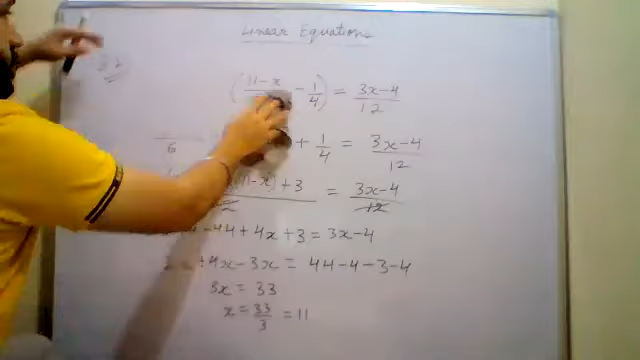 Linear Equations
11-x - 1/4) = 3x-4/12
6 + 1/4 = 3x-4/12
11-x) + 3 = 3x-4/12
-44 + 4x + 3 = 3x-4
+4x-3x = 44-4-3-4
3x = 33
x = 33/3 = 11